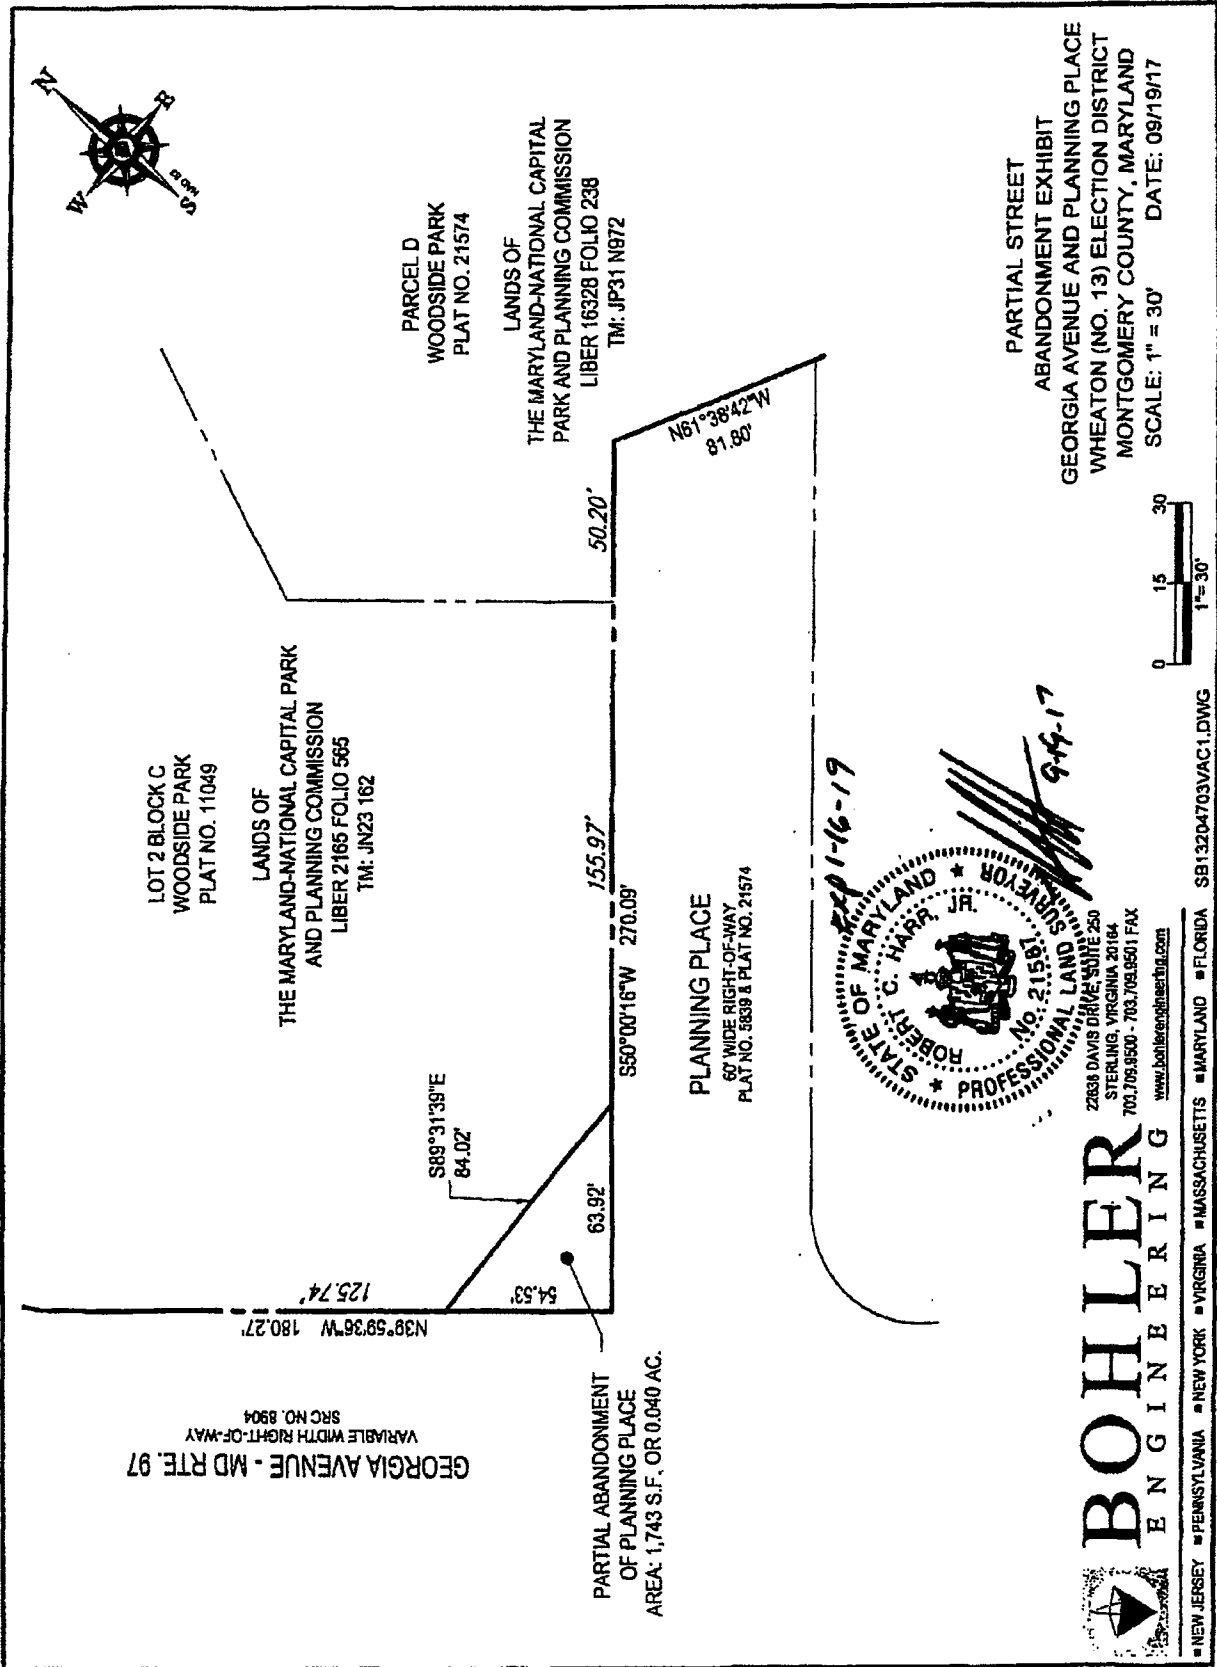 N
E
S
W
NAD 83
LOT 2 BLOCK C
WOODSIDE PARK
PLAT NO. 11049
LANDS OF
THE MARYLAND-NATIONAL CAPITAL PARK
AND PLANNING COMMISSION
LIBER 2165 FOLIO 565
TM: JN23 162
PARCEL D
WOODSIDE PARK
PLAT NO. 21574
LANDS OF
THE MARYLAND-NATIONAL CAPITAL
PARK AND PLANNING COMMISSION
LIBER 16328 FOLIO 238
TM: JP31 N972
GEORGIA AVENUE - MD RTE. 97
VARIABLE WIDTH RIGHT-OF-WAY
SRC NO. 8904
N39°59'36"W 180.27'
125.74'
54.53'
S89°31'39"E
84.02'
63.92'
155.97'
50.20'
S50°00'16"W 270.09'
N61°38'42"W
81.80'
PARTIAL ABANDONMENT
OF PLANNING PLACE
AREA: 1,743 S.F. OR 0.040 AC.
PLANNING PLACE
60' WIDE RIGHT-OF-WAY
PLAT NO. 5839 & PLAT NO. 21574
EXP 1-16-19
STATE OF MARYLAND
ROBERT C. HARR, JR.
No. 21587
PROFESSIONAL LAND SURVEYOR
9-19-17
PARTIAL STREET
ABANDONMENT EXHIBIT
GEORGIA AVENUE AND PLANNING PLACE
WHEATON (NO. 13) ELECTION DISTRICT
MONTGOMERY COUNTY, MARYLAND
SCALE: 1" = 30' DATE: 09/19/17
0 15 30
1"= 30'
BOHLER
ENGINEERING
22636 DAVIS DRIVE, SUITE 250
STERLING, VIRGINIA 20164
703.709.9500 - 703.709.9501 FAX
www.bohlerengineering.com
NEW JERSEY PENNSYLVANIA NEW YORK VIRGINIA MASSACHUSETTS MARYLAND FLORIDA
SB13204703VAC1.DWG